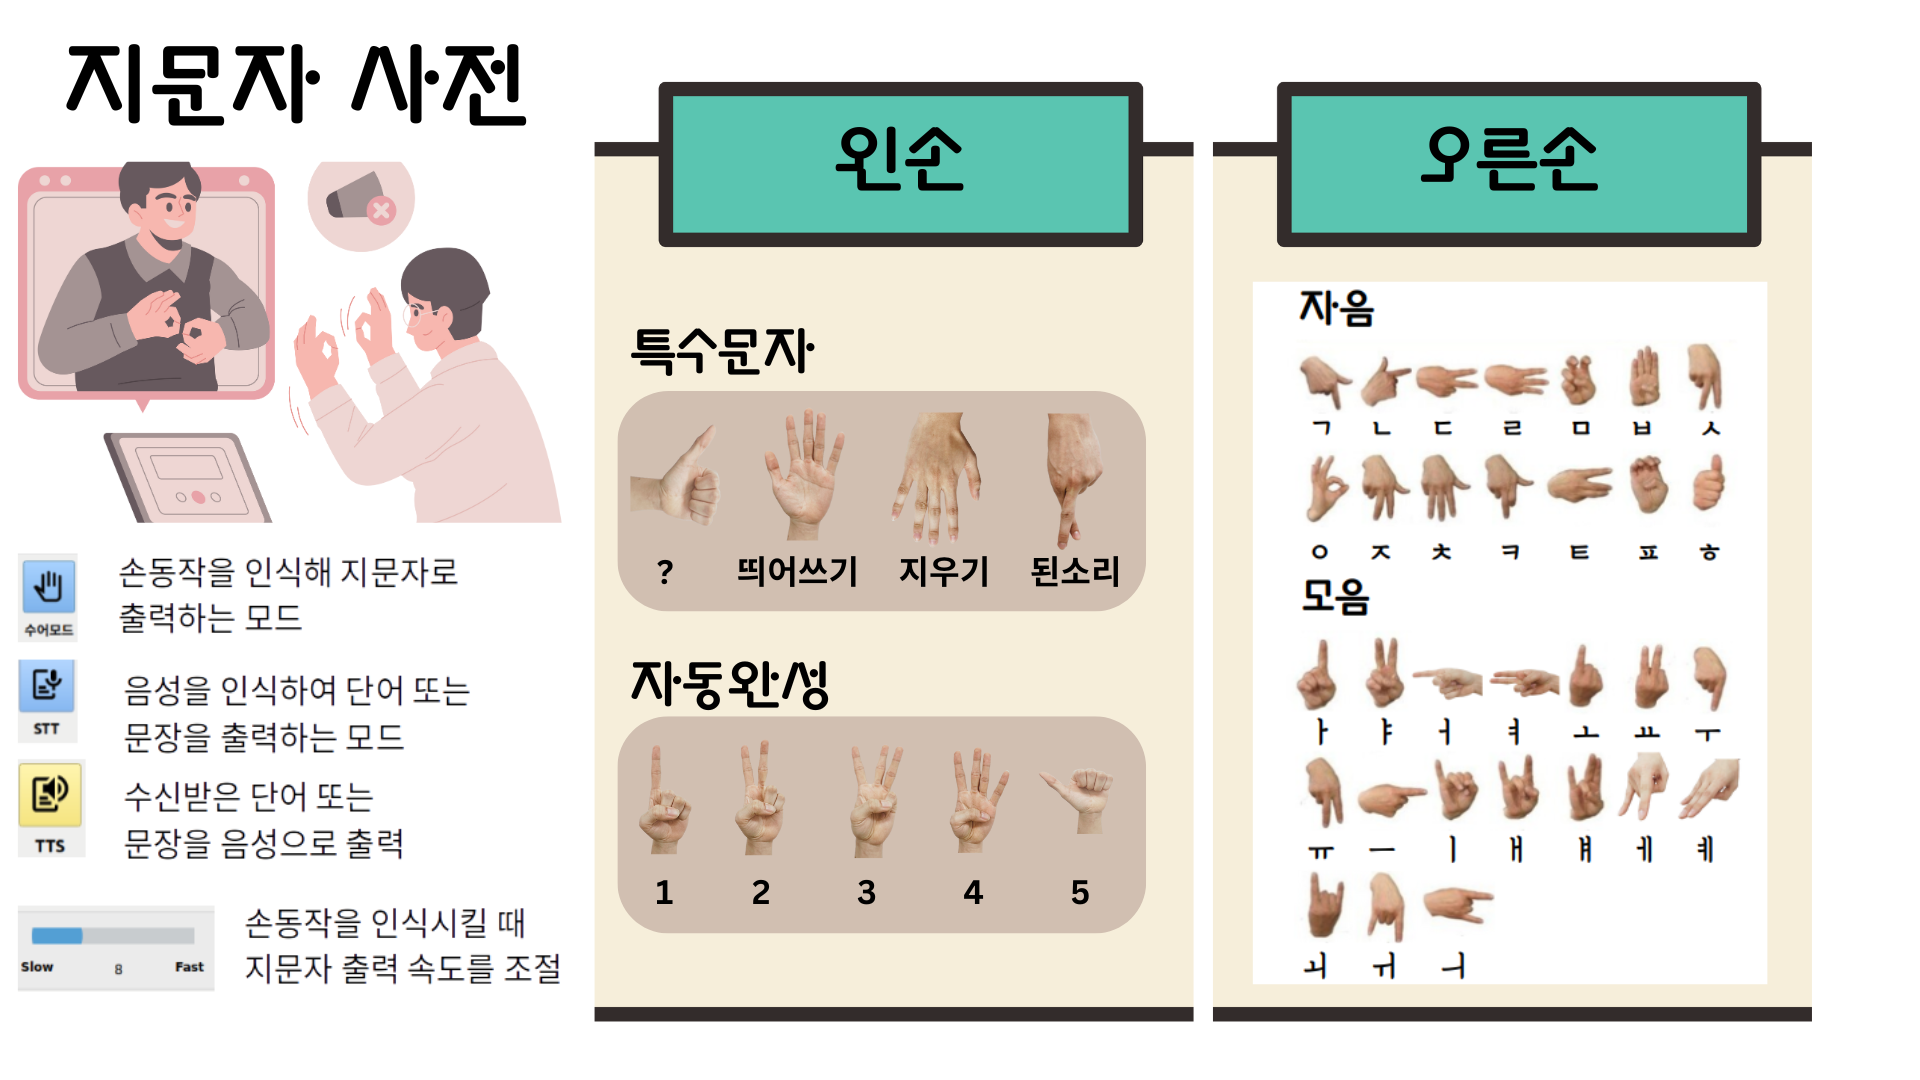 지문자 사전
손동작을 인식해 지문자로
출력하는 모드
수어모드
음성을 인식하여 단어 또는
문장을 출력하는 모드
STT
수신받은 단어 또는
문장을 음성으로 출력
TTS
손동작을 인식시킬 때
지문자 출력 속도를 조절
Slow 8 Fast
왼손
특수문자
? 띄어쓰기 지우기 된소리
자동완성
1 2 3 4 5
오른손
자음
ㄱ ㄴ ㄷ ㄹ ㅁ ㅂ ㅅ
ㅇ ㅈ ㅊ ㅋ ㅌ ㅍ ㅎ
모음
ㅏ ㅑ ㅓ ㅕ ㅗ ㅛ ㅜ
ㅠ ㅡ ㅣ ㅐ ㅒ ㅔ ㅖ
ㅚ ㅟ ㅢ